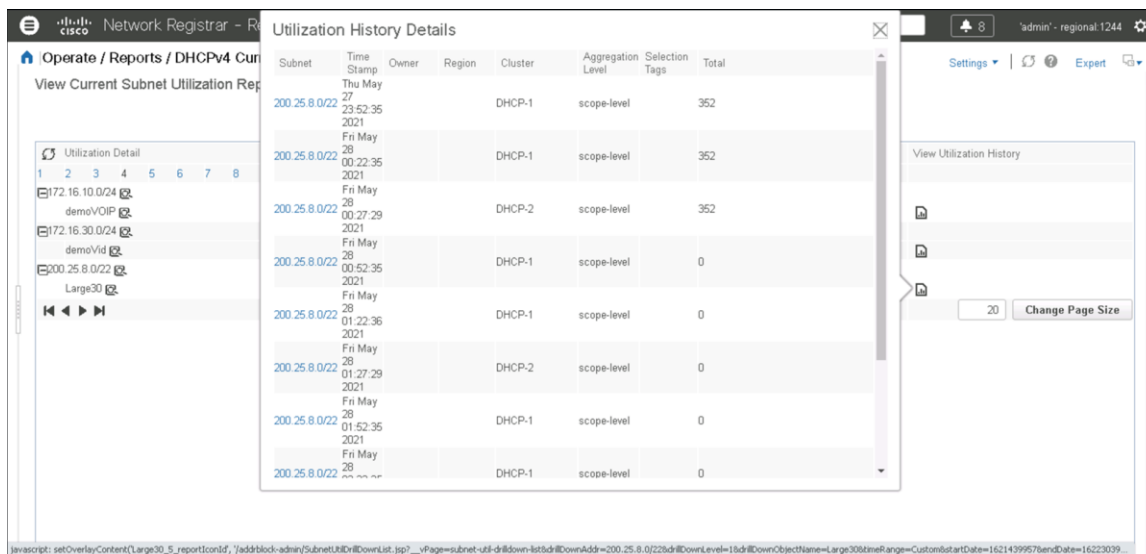 cisco Network Registrar - Re
8
'admin' - regional:1244
Operate / Reports / DHCPv4 Curr
Settings
Expert
View Current Subnet Utilization Rep
Utilization History Details
Subnet Time Stamp Owner Region Cluster Aggregation Level Selection Tags Total
200.25.8.0/22 Thu May 27 23:52:35 2021 DHCP-1 scope-level 352
200.25.8.0/22 Fri May 28 00:22:35 2021 DHCP-1 scope-level 352
200.25.8.0/22 Fri May 28 00:27:29 2021 DHCP-2 scope-level 352
200.25.8.0/22 Fri May 28 00:52:35 2021 DHCP-1 scope-level 0
200.25.8.0/22 Fri May 28 01:22:36 2021 DHCP-1 scope-level 0
200.25.8.0/22 Fri May 28 01:27:29 2021 DHCP-2 scope-level 0
200.25.8.0/22 Fri May 28 01:52:35 2021 DHCP-1 scope-level 0
200.25.8.0/22 Fri May 28 DHCP-1 scope-level 0
Utilization Detail
View Utilization History
1 2 3 4 5 6 7 8
172.16.10.0/24
demoVOIP
172.16.30.0/24
demoVid
200.25.8.0/22
Large30
20 Change Page Size
javascript: setOverlayContent('Large30_5_reportIconId', '/addrblock-admin/SubnetUtilDrillDownList.jsp?__vPage=subnet-util-drilldown-list&drillDownAddr=200.25.8.0/22&drillDownLevel=1&drillDownObjectName=Large30&timeRange=Custom&startDate=1621439957&endDate=16223039...